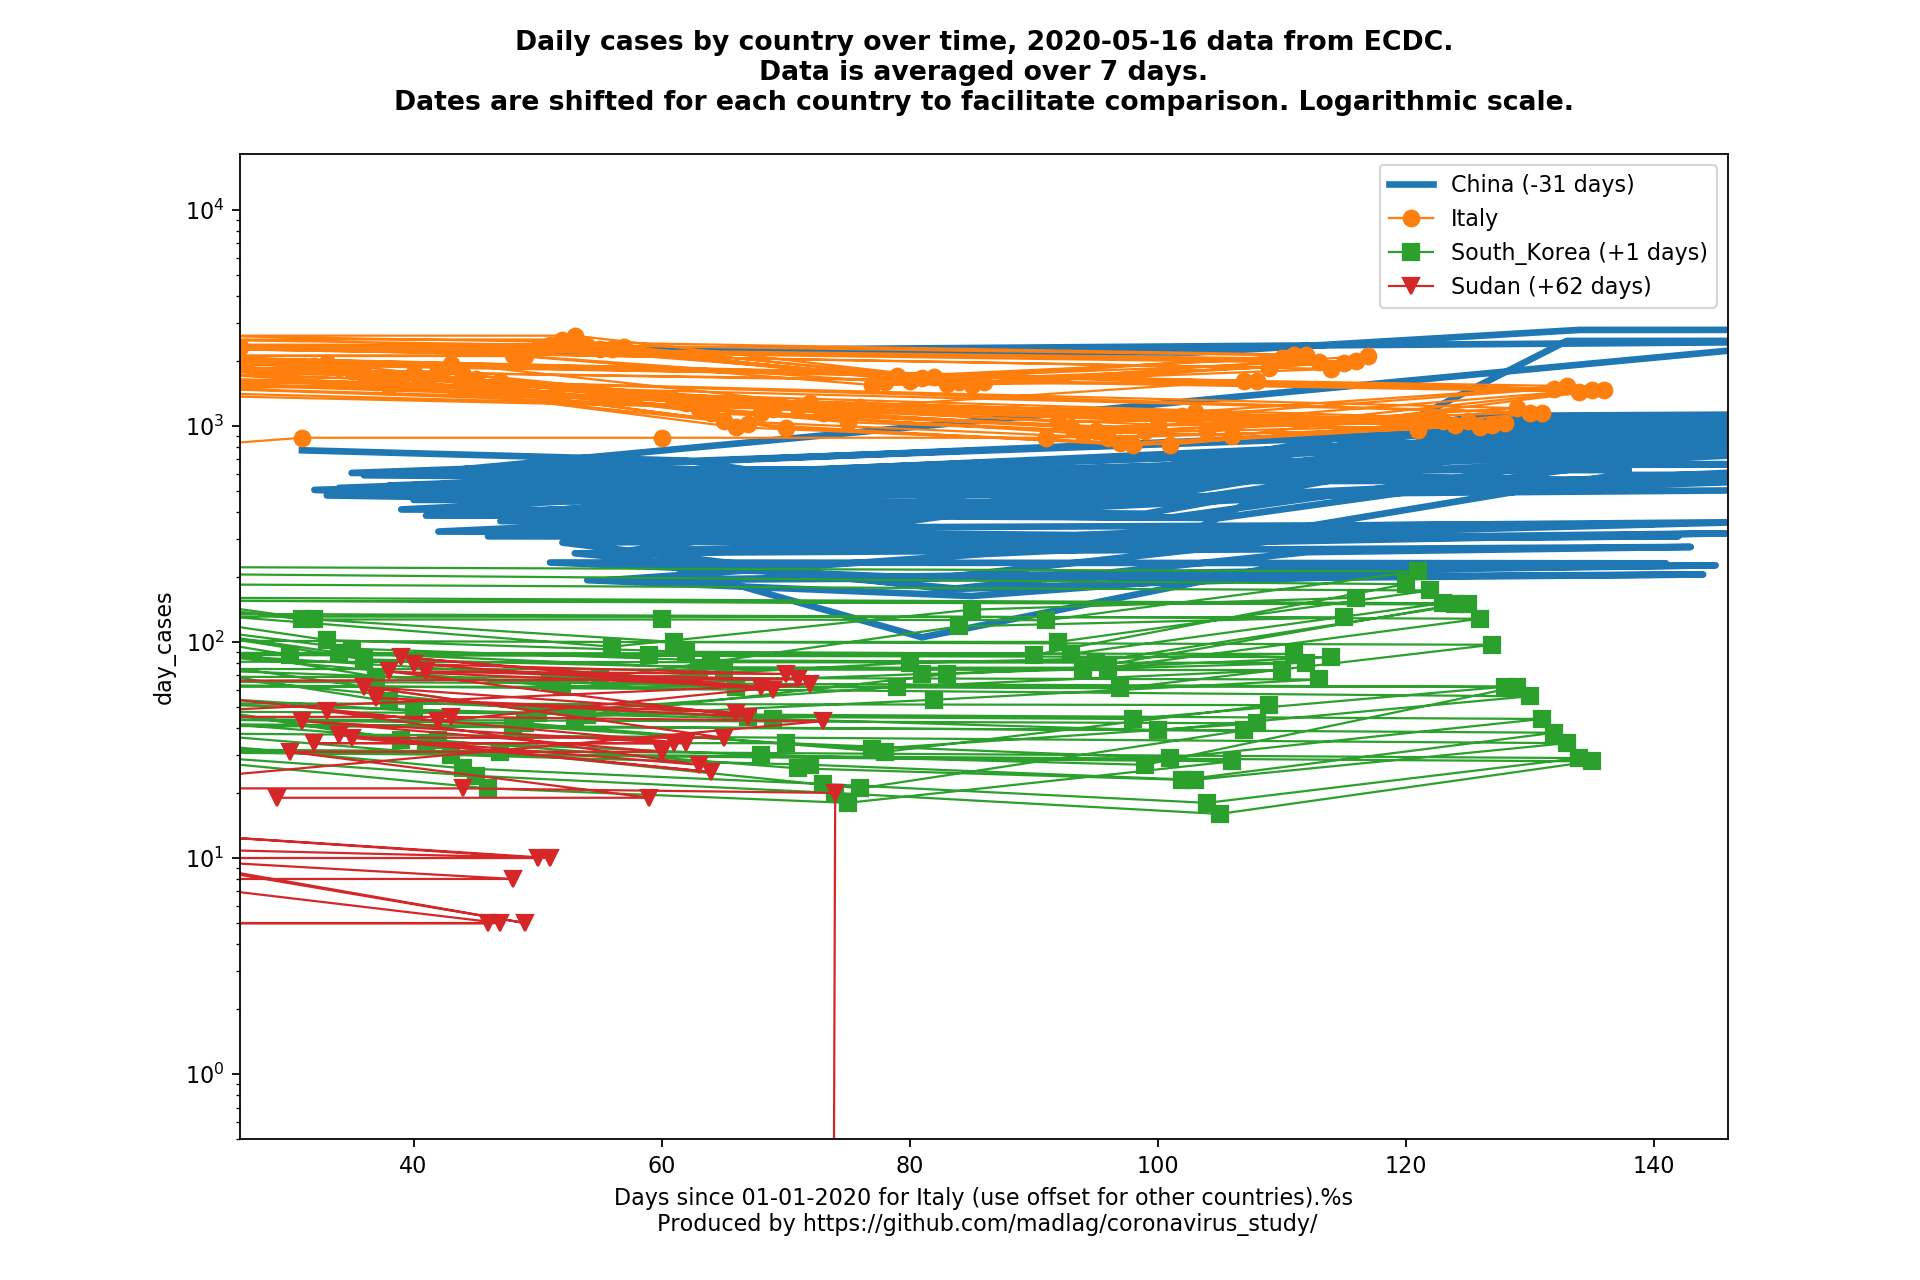 Daily cases by country over time, 2020-05-16 data from ECDC.
Data is averaged over 7 days.
Dates are shifted for each country to facilitate comparison. Logarithmic scale.
China (-31 days)
Italy
South_Korea (+1 days)
Sudan (+62 days)
day_cases
10⁴
10³
10²
10¹
10⁰
40 60 80 100 120 140
Days since 01-01-2020 for Italy (use offset for other countries).%s
Produced by https://github.com/madlag/coronavirus_study/